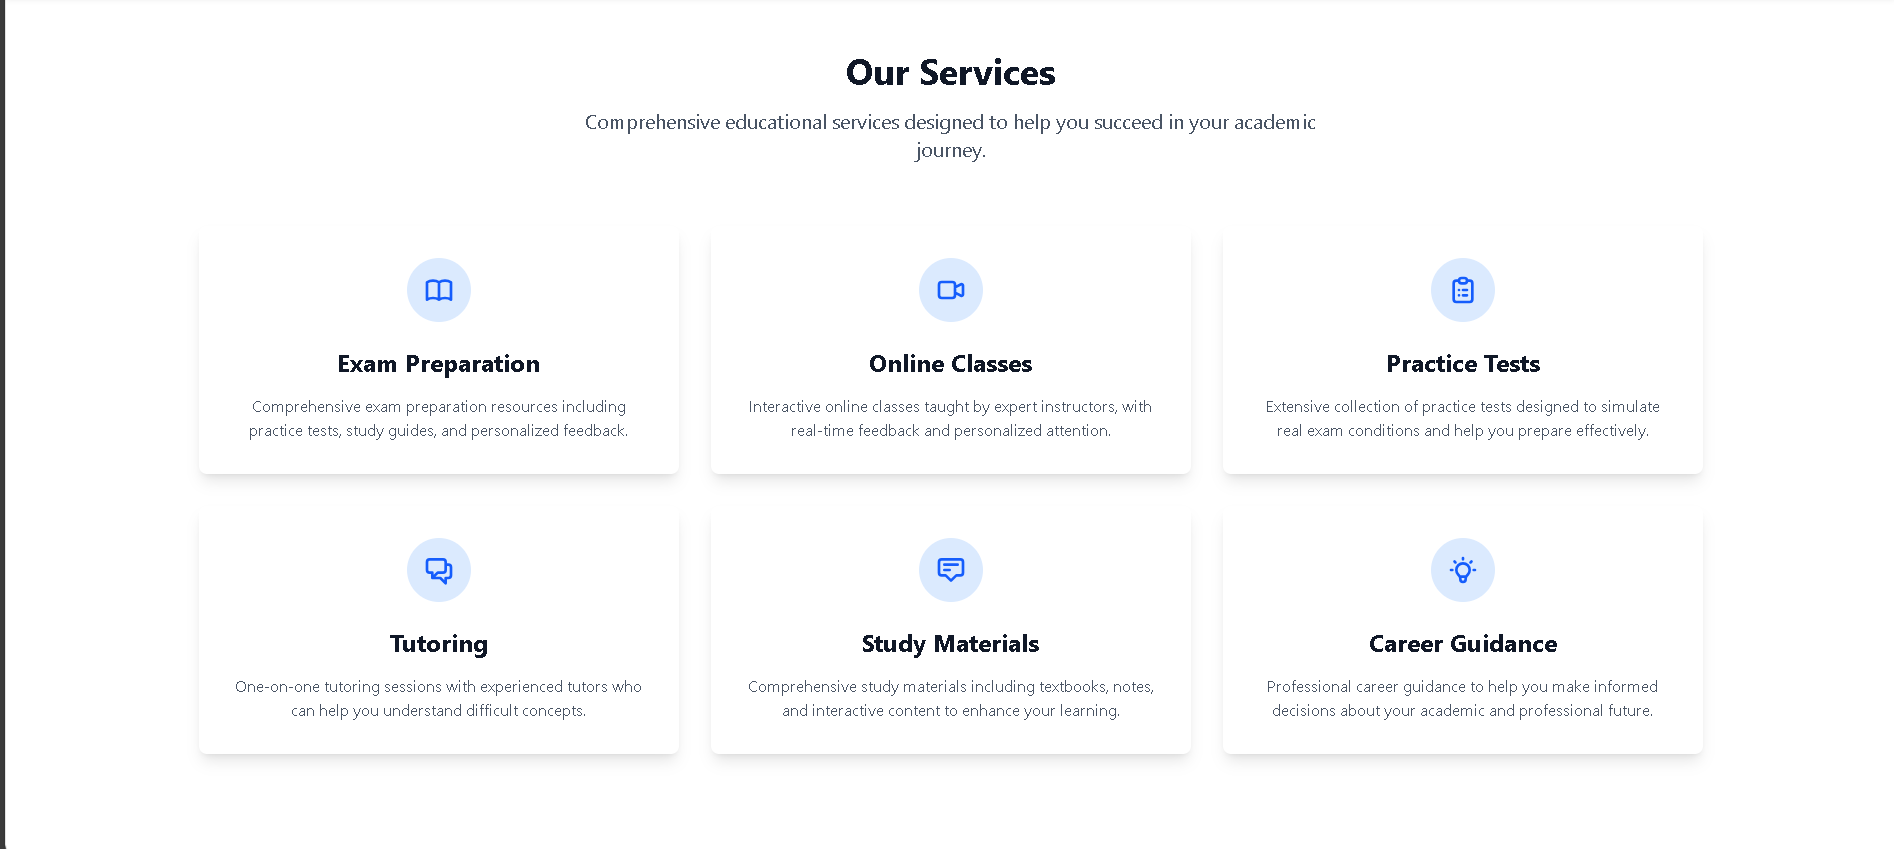 Our Services
Comprehensive educational services designed to help you succeed in your academic
journey.
Exam Preparation
Comprehensive exam preparation resources including
practice tests, study guides, and personalized feedback.
Online Classes
Interactive online classes taught by expert instructors, with
real-time feedback and personalized attention.
Practice Tests
Extensive collection of practice tests designed to simulate
real exam conditions and help you prepare effectively.
Tutoring
One-on-one tutoring sessions with experienced tutors who
can help you understand difficult concepts.
Study Materials
Comprehensive study materials including textbooks, notes,
and interactive content to enhance your learning.
Career Guidance
Professional career guidance to help you make informed
decisions about your academic and professional future.